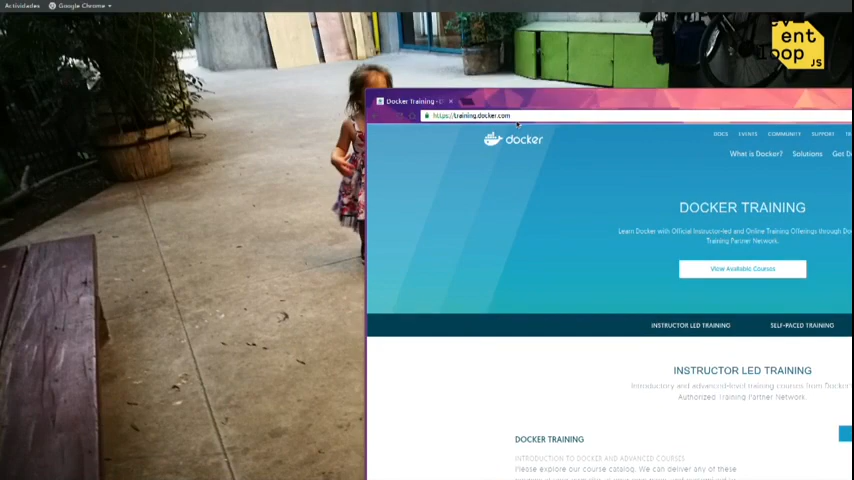 Actividades
Google Chrome
ent
loop
JS
Docker Training -
https://training.docker.com
docker
DOCS EVENTS COMMUNITY SUPPORT
What is Docker? Solutions Get
DOCKER TRAINING
Learn Docker with Official Instructor-led and Online Training Offerings through
Training Partner Network.
View Available Courses
INSTRUCTOR LED TRAINING SELF-PACED TRAINING
INSTRUCTOR LED TRAINING
Introductory and advanced-level training courses from Docker's
Authorized Training Partner Network.
DOCKER TRAINING
INTRODUCTION TO DOCKER AND ADVANCED COURSES
Please explore our course catalog. We can deliver any of these